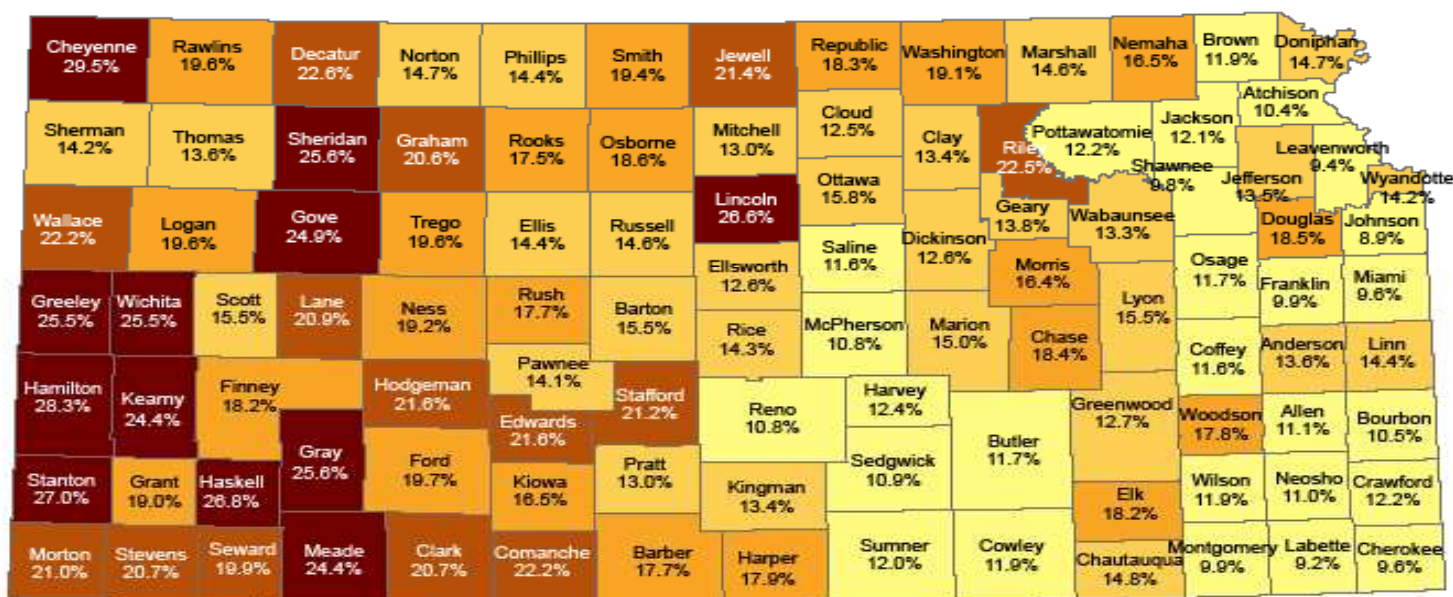 Cheyenne
29.5%
Rawlins
19.6%
Decatur
22.6%
Norton
14.7%
Phillips
14.4%
Smith
19.4%
Jewell
21.4%
Republic
18.3%
Washington
19.1%
Marshall
14.6%
Nemaha
16.5%
Brown
11.9%
Doniphan
14.7%
Atchison
10.4%
Sherman
14.2%
Thomas
13.6%
Sheridan
25.6%
Graham
20.6%
Rooks
17.5%
Osborne
18.6%
Mitchell
13.0%
Cloud
12.5%
Clay
13.4%
Riley
22.5%
Pottawatomie
12.2%
Jackson
12.1%
Shawnee
9.8%
Jefferson
13.5%
Leavenworth
9.4%
Wyandotte
14.2%
Wallace
22.2%
Logan
19.6%
Gove
24.9%
Trego
19.6%
Ellis
14.4%
Russell
14.6%
Lincoln
26.6%
Ottawa
15.8%
Saline
11.6%
Dickinson
12.6%
Geary
13.8%
Wabaunsee
13.3%
Douglas
18.5%
Johnson
8.9%
Ellsworth
12.6%
Morris
16.4%
Osage
11.7%
Franklin
9.9%
Miami
9.6%
Greeley
25.5%
Wichita
25.5%
Scott
15.5%
Lane
20.9%
Ness
19.2%
Rush
17.7%
Barton
15.5%
Rice
14.3%
McPherson
10.8%
Marion
15.0%
Chase
18.4%
Lyon
15.5%
Coffey
11.6%
Anderson
13.6%
Linn
14.4%
Hamilton
28.3%
Kearny
24.4%
Finney
18.2%
Hodgeman
21.6%
Pawnee
14.1%
Edwards
21.6%
Stafford
21.2%
Reno
10.8%
Harvey
12.4%
Butler
11.7%
Greenwood
12.7%
Woodson
17.8%
Allen
11.1%
Bourbon
10.5%
Stanton
27.0%
Grant
19.0%
Haskell
26.8%
Gray
25.6%
Ford
19.7%
Kiowa
16.5%
Pratt
13.0%
Kingman
13.4%
Sedgwick
10.9%
Elk
18.2%
Wilson
11.9%
Neosho
11.0%
Crawford
12.2%
Morton
21.0%
Stevens
20.7%
Seward
19.9%
Meade
24.4%
Clark
20.7%
Comanche
22.2%
Barber
17.7%
Harper
17.9%
Sumner
12.0%
Cowley
11.9%
Chautauqua
14.8%
Montgomery
9.9%
Labette
9.2%
Cherokee
9.6%